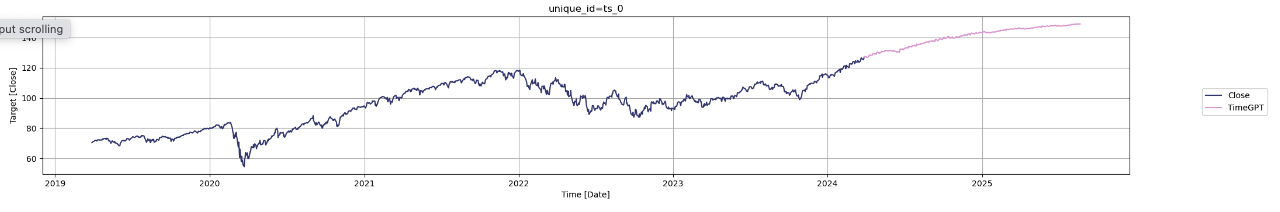 unique_id=ts_0
put scrolling
140
120
100
80
60
Target [Close]
2019 2020 2021 2022 2023 2024 2025
Time [Date]
Close
TimeGPT